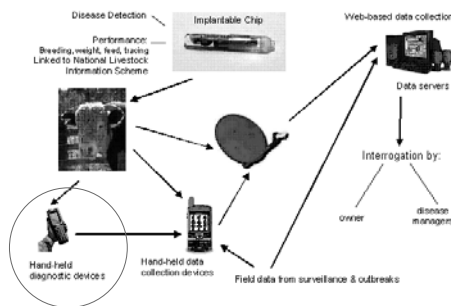 Disease Detection
Implantable Chip
Performance:
Breeding, weight, feed, tracing
Linked to National Livestock
Information Scheme
Web-based data collection
Data servers
Interrogation by:
owner
disease
managers
Hand-held
diagnostic devices
Hand-held data
collection devices
Field data from surveillance & outbreaks